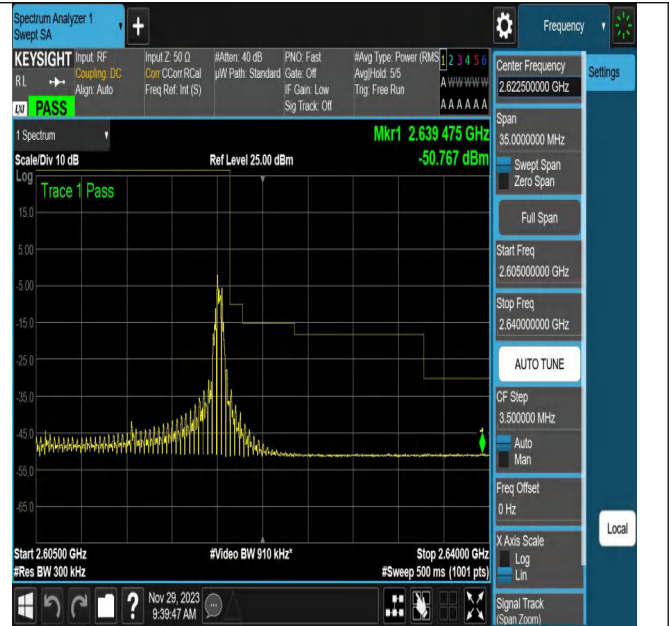 Spectrum Analyzer 1
Swept SA
+
Frequency
KEYSIGHT
Input: RF
Input Z: 50 Ω
#Atten: 40 dB
PNO: Fast
#Avg Type: Power (RMS
1 2 3 4 5 6
RL
Coupling: DC
Corr CCorr RCal
µW Path: Standard
Gate: Off
Avg|Hold: 5/5
A W W W W W
Align: Auto
Freq Ref: Int (S)
IF Gain: Low
Trig: Free Run
LXI
PASS
Sig Track: Off
A A A A A A
1 Spectrum
Mkr1 2.639 475 GHz
Scale/Div 10 dB
Ref Level 25.00 dBm
-50.767 dBm
Log
Trace 1 Pass
15.0
5.00
-5.00
-15.0
-25.0
-35.0
-45.0
1
-55.0
-65.0
Start 2.60500 GHz
#Video BW 910 kHz*
Stop 2.64000 GHz
#Res BW 300 kHz
#Sweep 500 ms (1001 pts)
?
Nov 29, 2023
9:39:47 AM
Center Frequency
2.622500000 GHz
Settings
Span
35.0000000 MHz
Swept Span
Zero Span
Full Span
Start Freq
2.605000000 GHz
Stop Freq
2.640000000 GHz
AUTO TUNE
CF Step
3.500000 MHz
Auto
Man
Freq Offset
0 Hz
Local
X Axis Scale
Log
Lin
Signal Track
(Span Zoom)